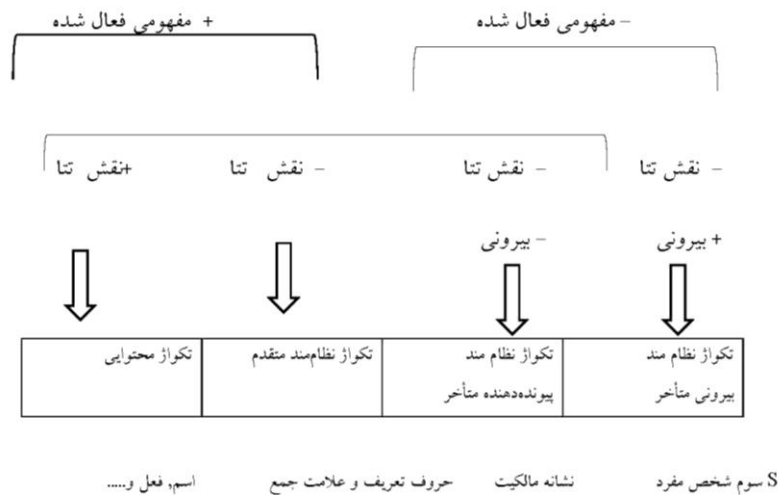 – مفهومی فعال شده
+ مفهومی فعال شده
– نقش تتا
– نقش تتا
– نقش تتا
+نقش تتا
+ بیرونی
– بیرونی
تکواژ نظام مند
بیرونی متأخر
تکواژ نظام مند
پیونده‌دهنده متأخر
تکواژ نظام‌مند متقدم
تکواژ محتوایی
S سوم شخص مفرد
نشانه مالکیت
حروف تعریف و علامت جمع
اسم, فعل و.....